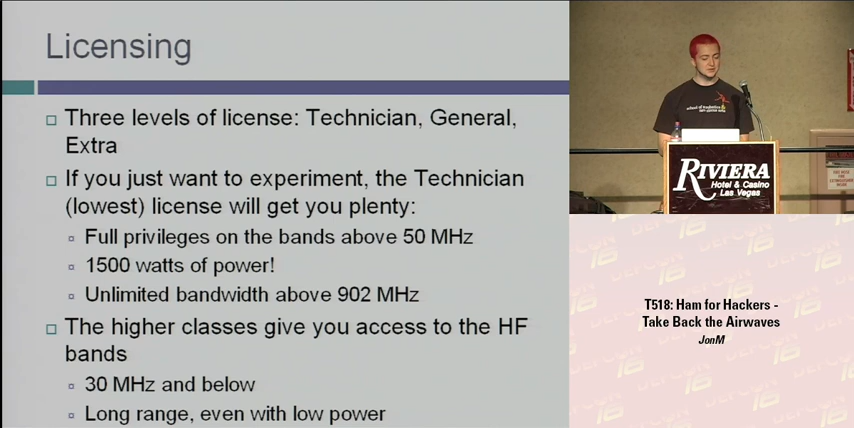 Licensing
Three levels of license: Technician, General,
Extra
If you just want to experiment, the Technician
(lowest) license will get you plenty:
Full privileges on the bands above 50 MHz
1500 watts of power!
Unlimited bandwidth above 902 MHz
The higher classes give you access to the HF
bands
30 MHz and below
Long range, even with low power
RIVIERA
Hotel & Casino
Las Vegas
T518: Ham for Hackers -
Take Back the Airwaves
JonM